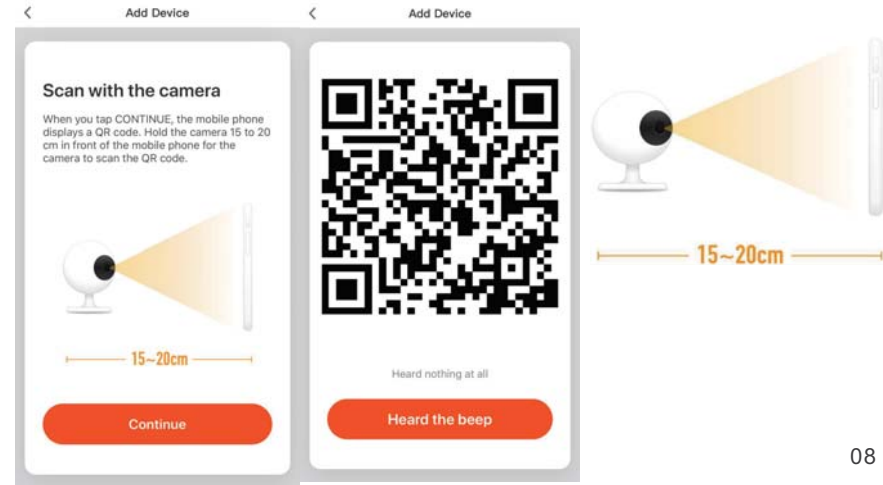 Add Device
Scan with the camera
When you tap CONTINUE, the mobile phone
displays a QR code. Hold the camera 15 to 20
cm in front of the mobile phone for the
camera to scan the QR code.
15~20cm
Continue
Add Device
Heard nothing at all
Heard the beep
15~20cm
08